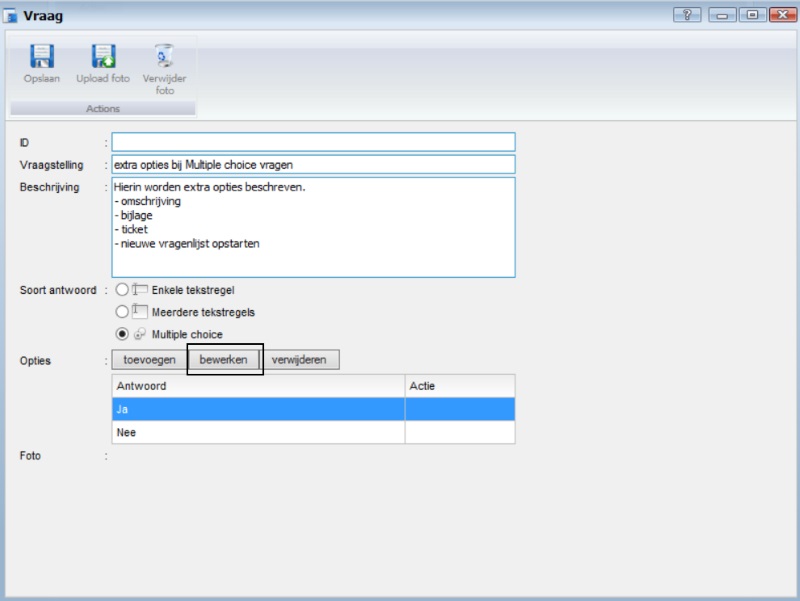 Vraag
Opslaan
Upload foto
Verwijder
foto
Actions
ID :
Vraagstelling : extra opties bij Multiple choice vragen
Beschrijving : Hierin worden extra opties beschreven.
- omschrijving
- bijlage
- ticket
- nieuwe vragenlijst opstarten
Soort antwoord : Enkele tekstregel
Meerdere tekstregels
Multiple choice
Opties : toevoegen bewerken verwijderen
Antwoord Actie
Ja
Nee
Foto :